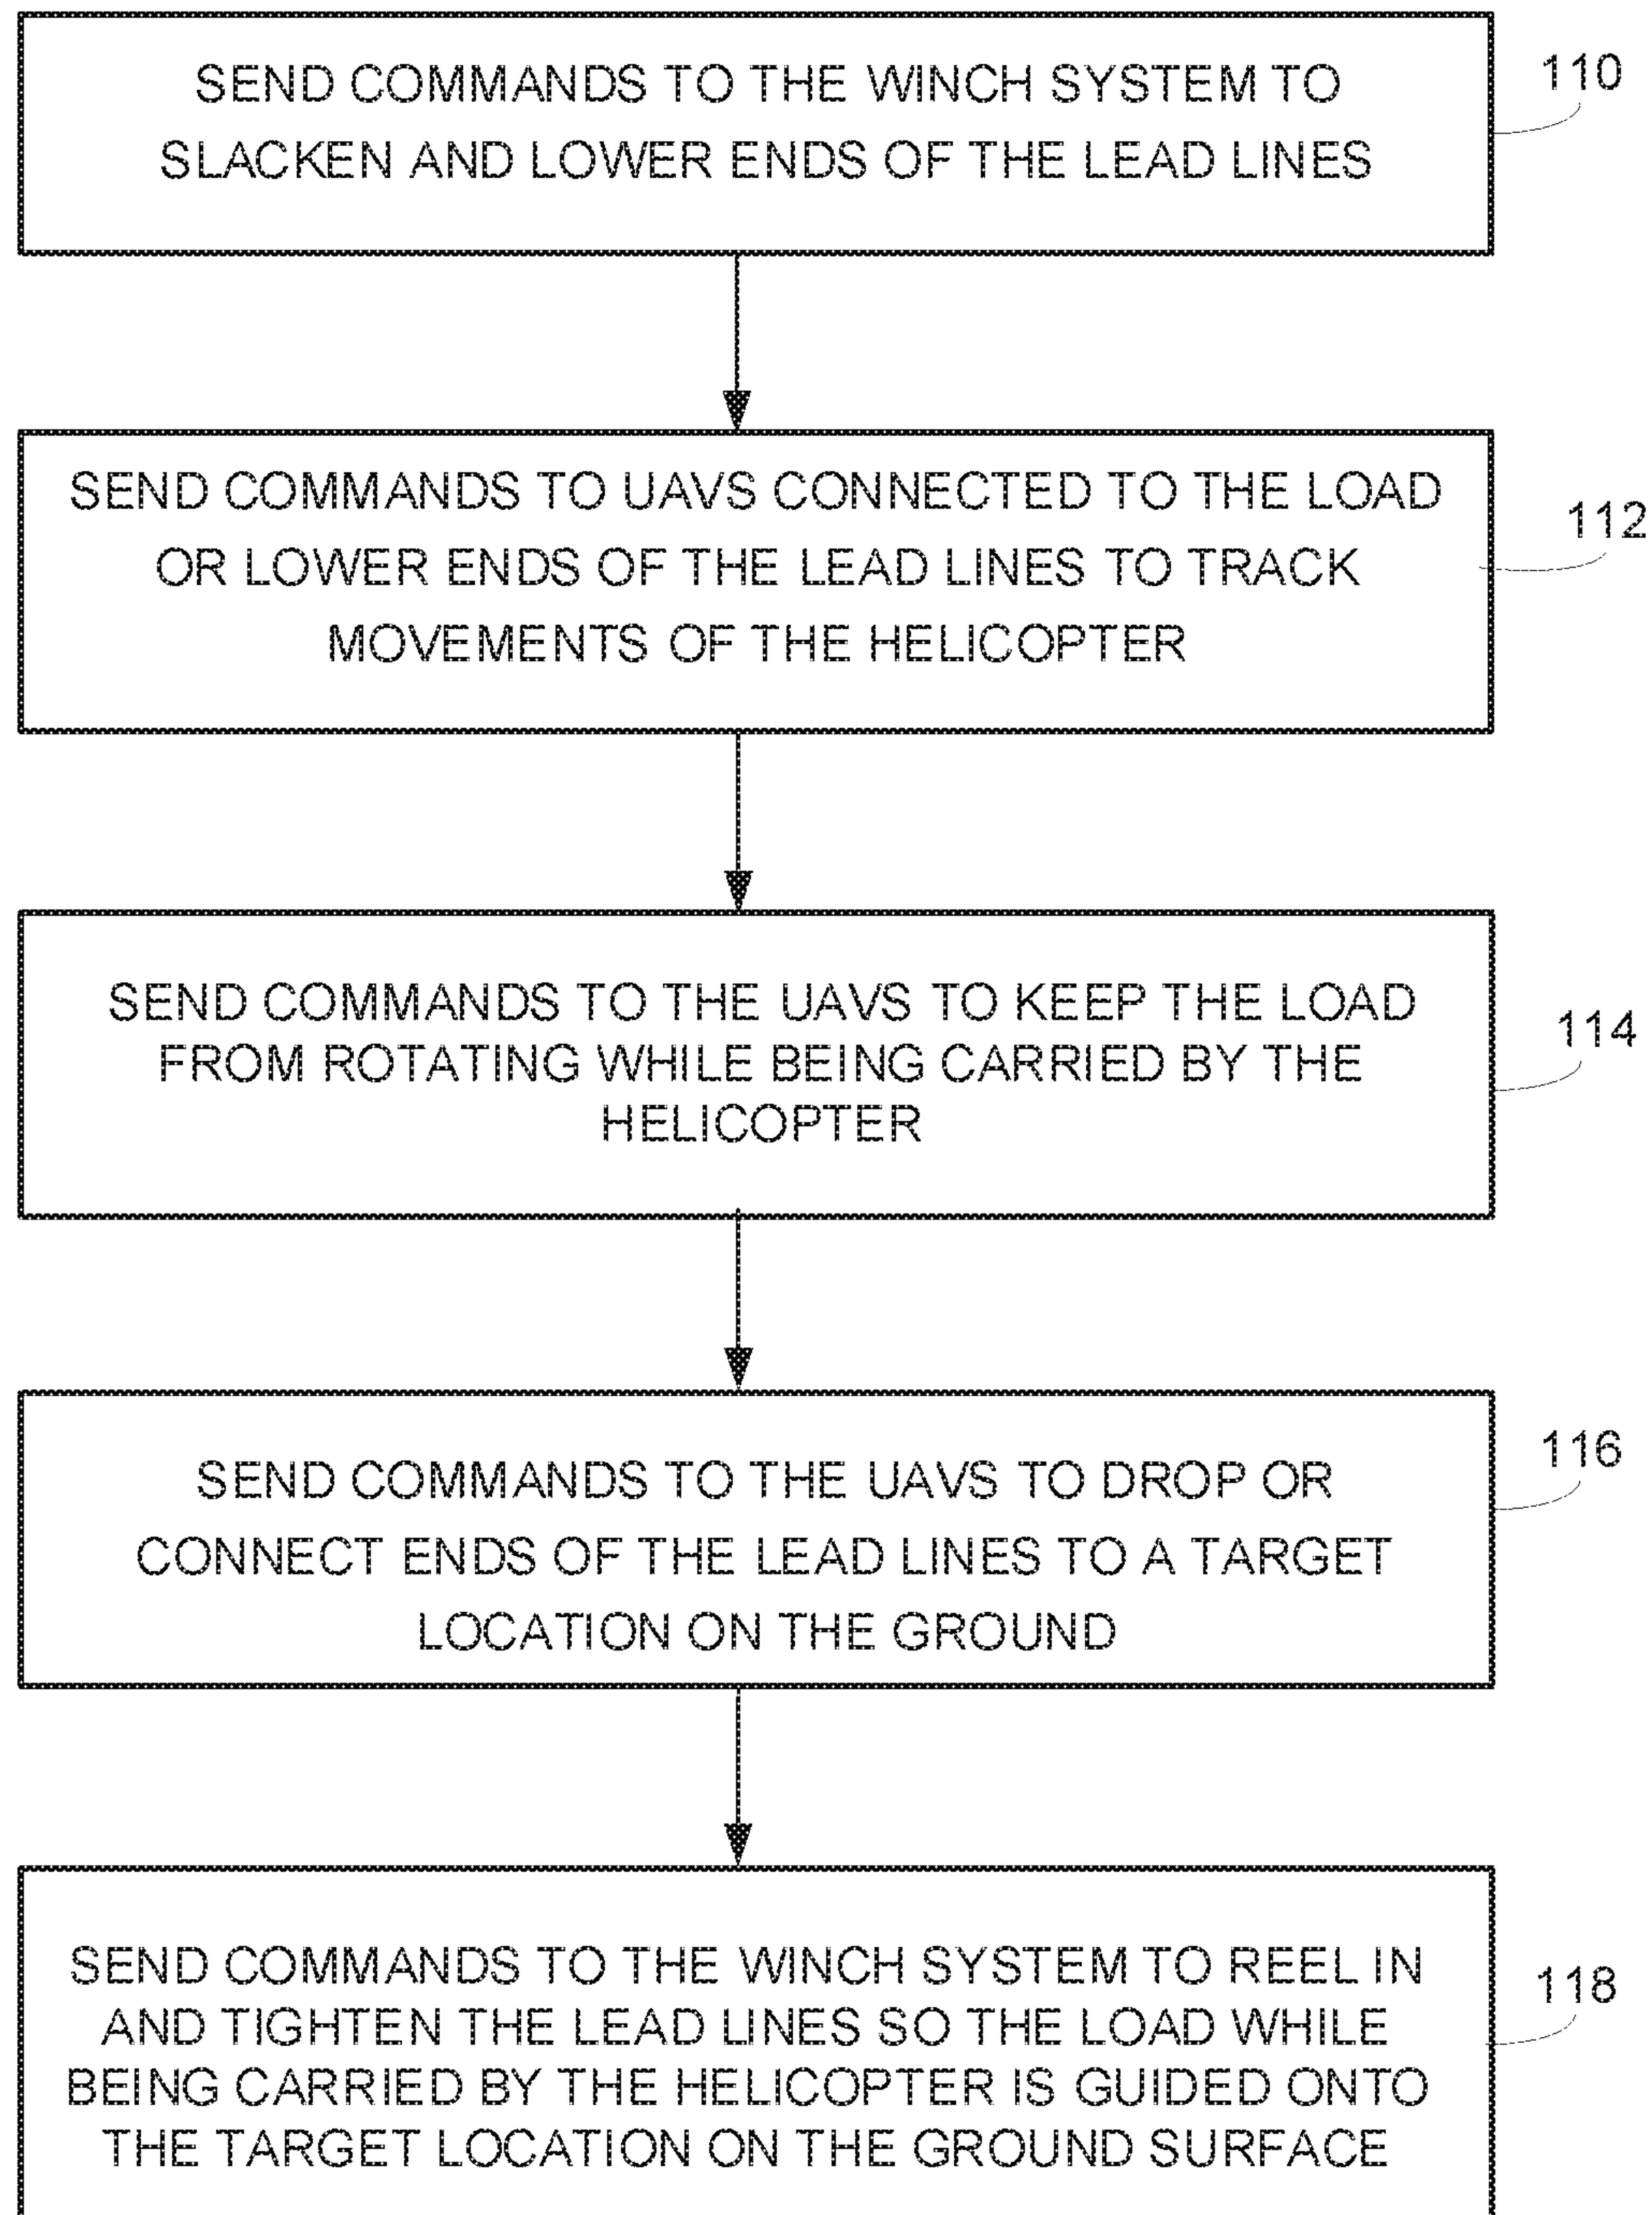 SEND COMMANDS TO THE WINCH SYSTEM TO
SLACKEN AND LOWER ENDS OF THE LEAD LINES
110
SEND COMMANDS TO UAVS CONNECTED TO THE LOAD
OR LOWER ENDS OF THE LEAD LINES TO TRACK
MOVEMENTS OF THE HELICOPTER
112
SEND COMMANDS TO THE UAVS TO KEEP THE LOAD
FROM ROTATING WHILE BEING CARRIED BY THE
HELICOPTER
114
SEND COMMANDS TO THE UAVS TO DROP OR
CONNECT ENDS OF THE LEAD LINES TO A TARGET
LOCATION ON THE GROUND
116
SEND COMMANDS TO THE WINCH SYSTEM TO REEL IN
AND TIGHTEN THE LEAD LINES SO THE LOAD WHILE
BEING CARRIED BY THE HELICOPTER IS GUIDED ONTO
THE TARGET LOCATION ON THE GROUND SURFACE
118